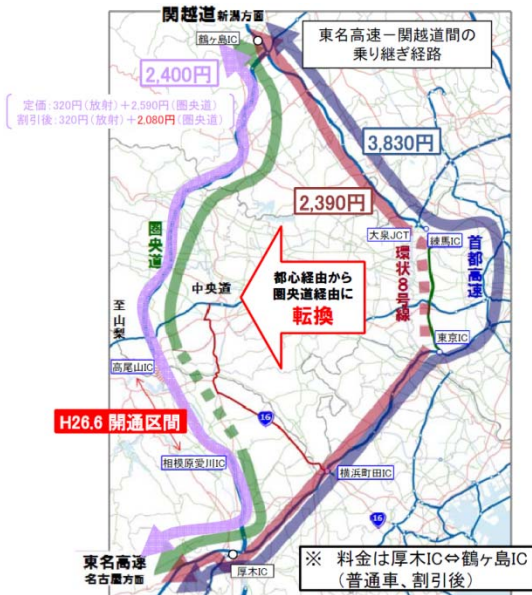 関越道 新潟方面
鶴ヶ島IC
東名高速－関越道間の
乗り継ぎ経路
2,400円
定価：320円（放射）＋2,590円（圏央道）
割引後：320円（放射）＋2,080円（圏央道）
3,830円
2,390円
大泉JCT
練馬IC
圏央道
環状８号線
首都高速
中央道
都心経由から
圏央道経由に
転換
至山梨
東京IC
高尾山IC
H26.6 開通区間
16
相模原愛川IC
横浜町田IC
16
東名高速
名古屋方面
厚木IC
※　料金は厚木IC⇔鶴ヶ島IC
（普通車、割引後）